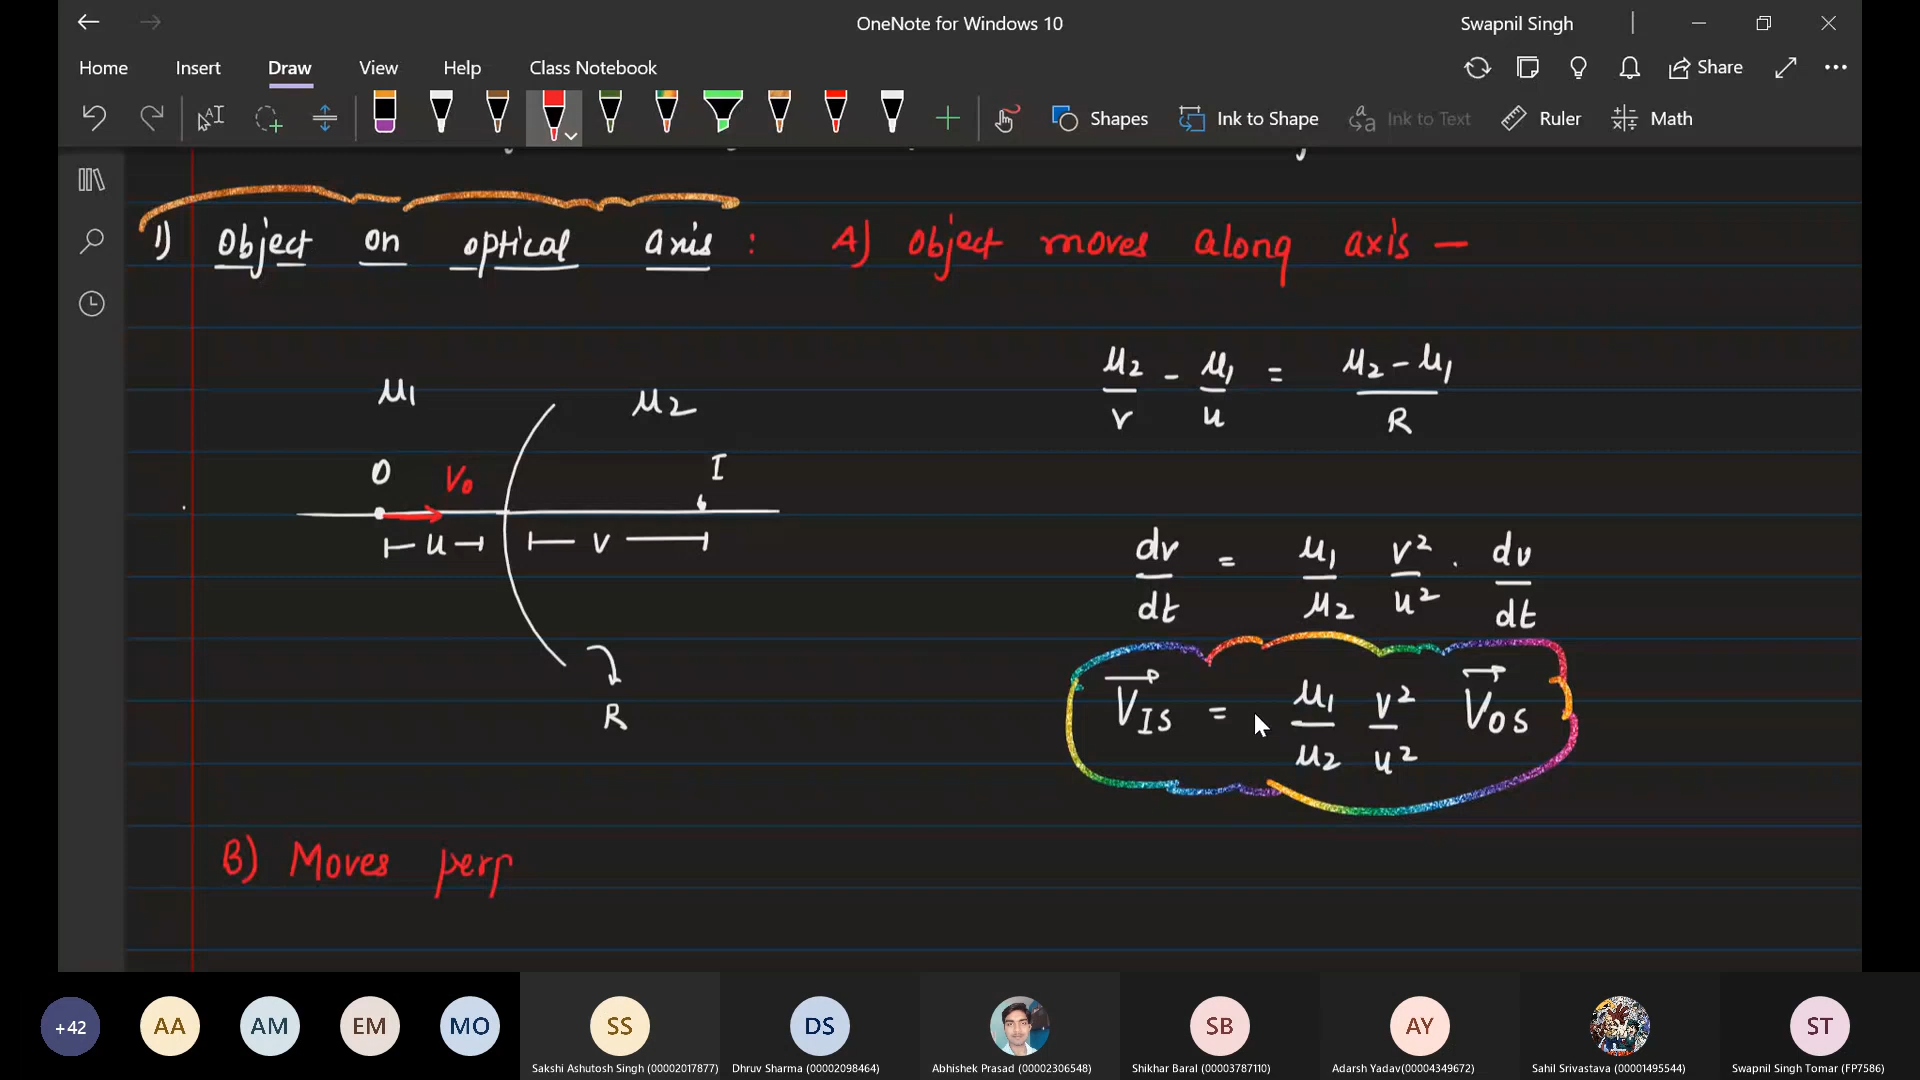 OneNote for Windows 10
Swapnil Singh
Home Insert Draw View Help Class Notebook
Share
Shapes Ink to Shape Ink to Text Ruler Math
1) Object on optical axis : A) Object moves along axis —
μ1 μ2
μ2/v - μ1/u = μ2-μ1/R
O V0 I
u v
dv/dt = μ1/μ2 v²/u² . du/dt
R
VIS = μ1/μ2 v²/u² VOS
B) Moves perp
+42 AA AM EM MO SS DS SB AY ST
Sakshi Ashutosh Singh (00002017877) Dhruv Sharma (00002098464) Abhishek Prasad (00002306548) Shikhar Baral (00003787110) Adarsh Yadav(00004349672) Sahil Srivastava (00001495544) Swapnil Singh Tomar (FP7586)